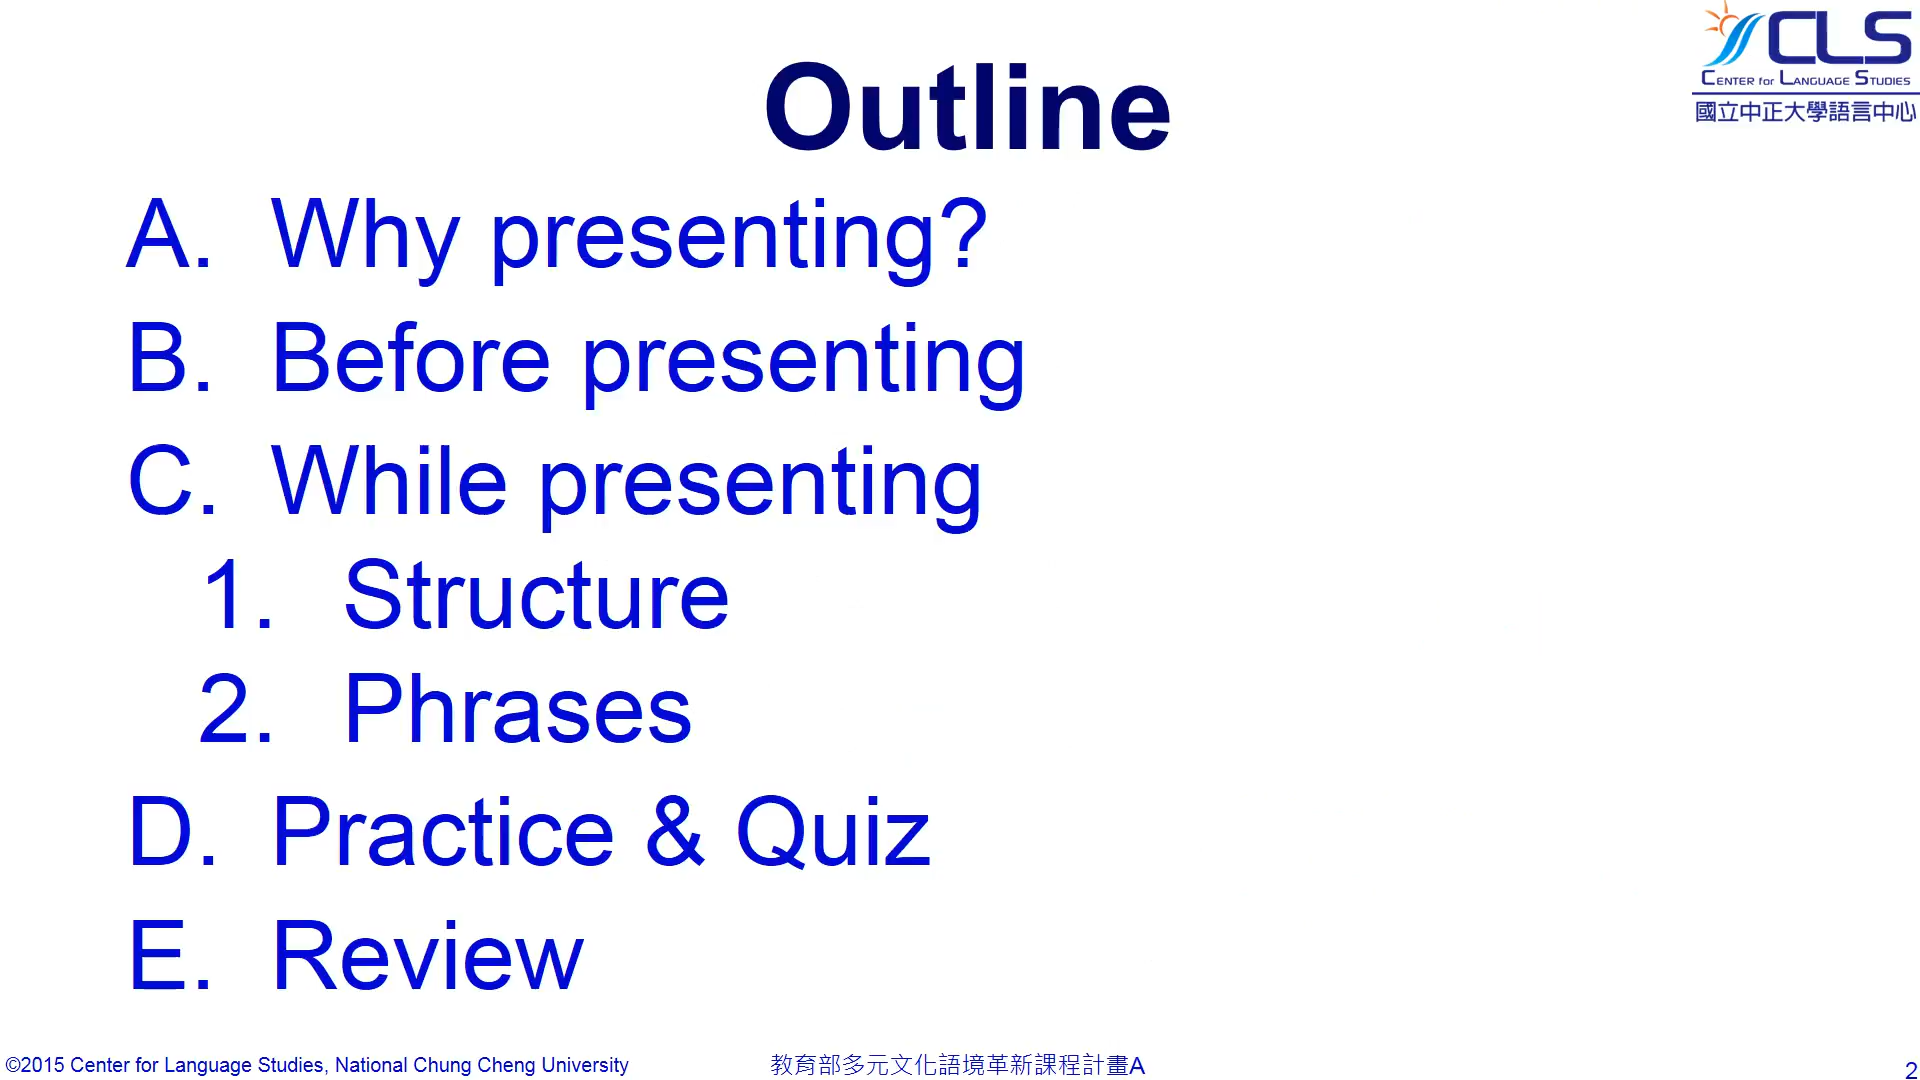 CLS
CENTER for LANGUAGE STUDIES
國立中正大學語言中心
Outline
A. Why presenting?
B. Before presenting
C. While presenting
1. Structure
2. Phrases
D. Practice & Quiz
E. Review
©2015 Center for Language Studies, National Chung Cheng University
教育部多元文化語境革新課程計畫A
2